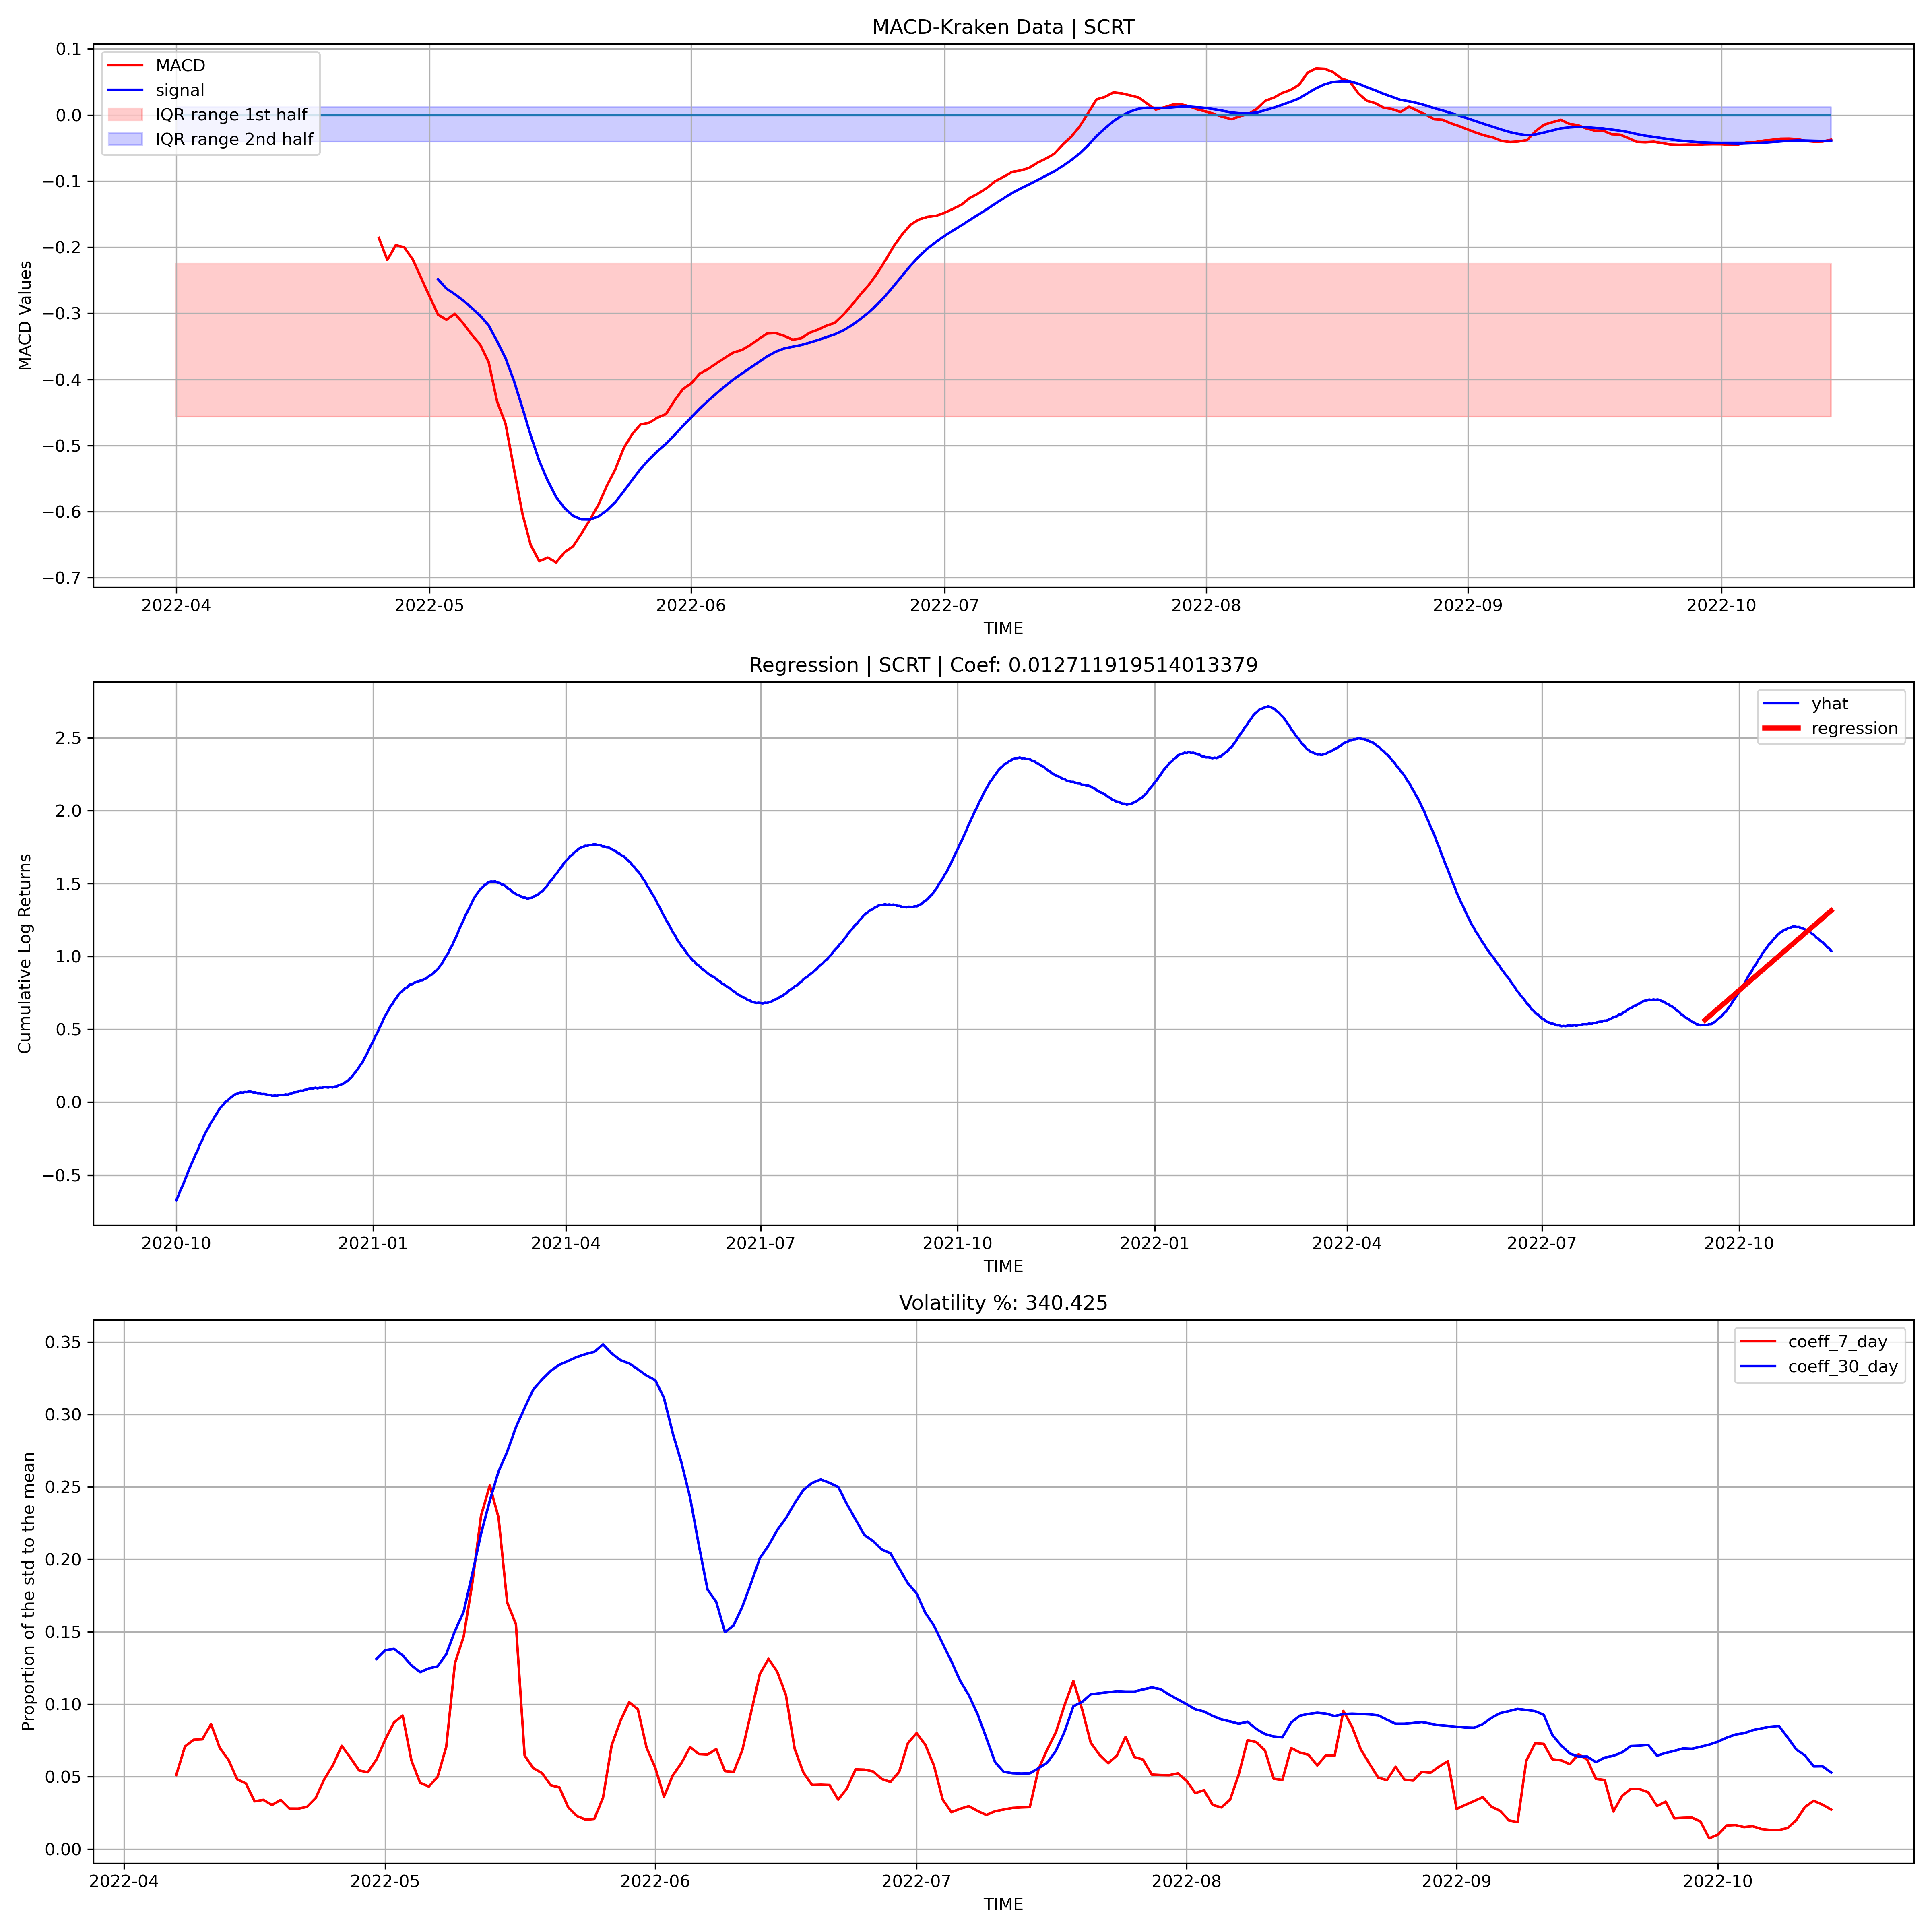 MACD-Kraken Data | SCRT
MACD
signal
IQR range 1st half
IQR range 2nd half
MACD Values
0.1
0.0
−0.1
−0.2
−0.3
−0.4
−0.5
−0.6
−0.7
2022-04 2022-05 2022-06 2022-07 2022-08 2022-09 2022-10
TIME
Regression | SCRT | Coef: 0.012711919514013379
yhat
regression
Cumulative Log Returns
2.5
2.0
1.5
1.0
0.5
0.0
−0.5
2020-10 2021-01 2021-04 2021-07 2021-10 2022-01 2022-04 2022-07 2022-10
TIME
Volatility %: 340.425
coeff_7_day
coeff_30_day
Proportion of the std to the mean
0.35
0.30
0.25
0.20
0.15
0.10
0.05
0.00
2022-04 2022-05 2022-06 2022-07 2022-08 2022-09 2022-10
TIME